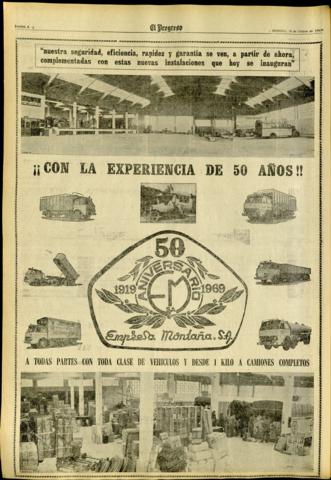 El Progreso
"nuestra seguridad, eficiencia, rapidez y garantía se ven, a partir de ahora,
complementadas con estas nuevas instalaciones que hoy se inauguran"
¡¡CON LA EXPERIENCIA DE 50 AÑOS!!
50
ANIVERSARIO
1919 EM 1969
Empresa Montaña, S.A.
A TODAS PARTES—CON TODA CLASE DE VEHICULOS Y DESDE 1 KILO A CAMIONES COMPLETOS